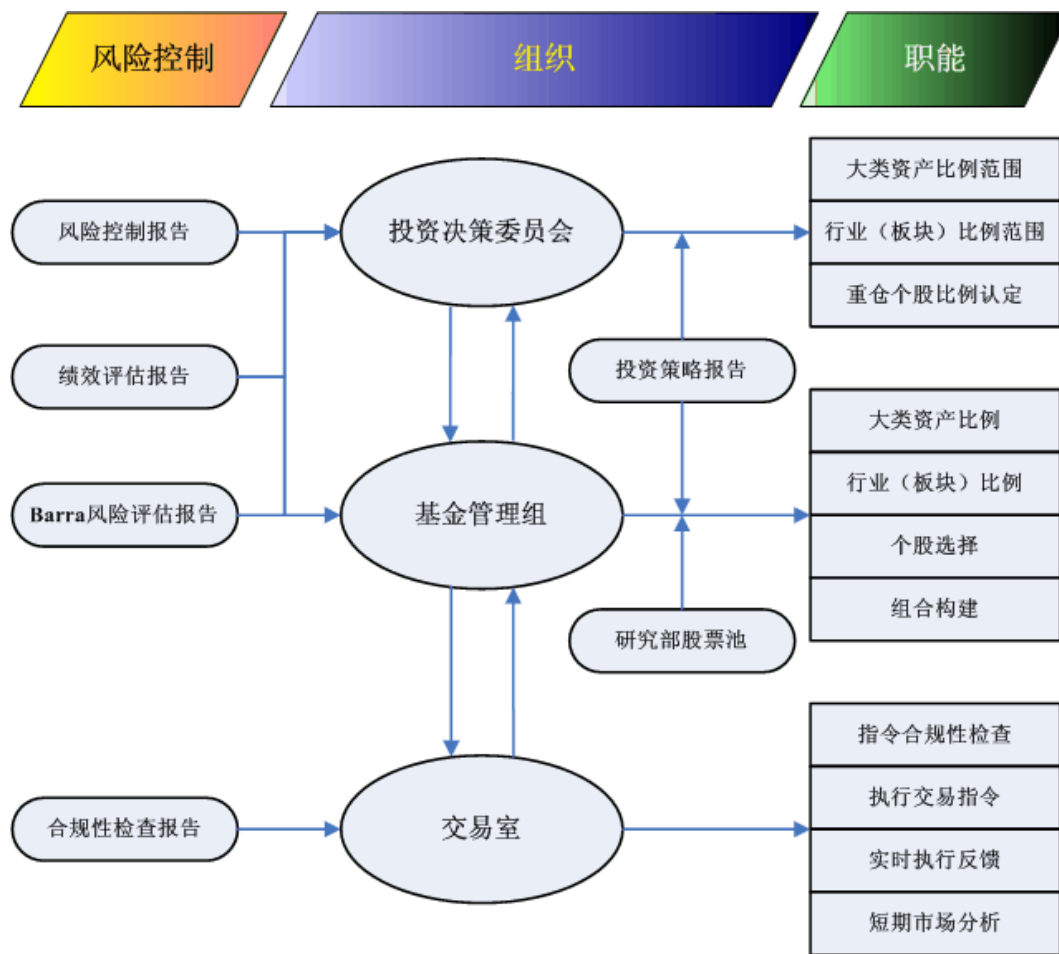 风险控制
组织
职能
大类资产比例范围
风险控制报告
投资决策委员会
行业（板块）比例范围
重仓个股比例认定
绩效评估报告
投资策略报告
大类资产比例
行业（板块）比例
Barra风险评估报告
基金管理组
个股选择
组合构建
研究部股票池
指令合规性检查
执行交易指令
合规性检查报告
交易室
实时执行反馈
短期市场分析